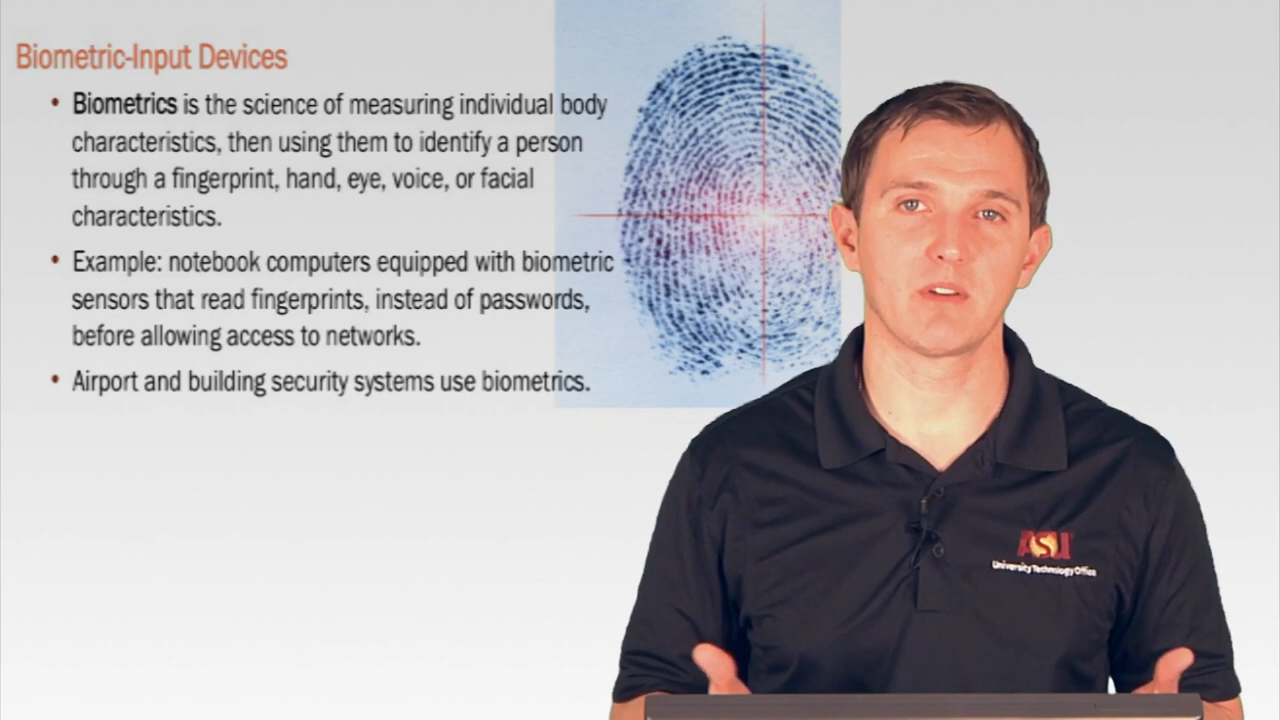 Biometric-Input Devices
• Biometrics is the science of measuring individual body
characteristics, then using them to identify a person
through a fingerprint, hand, eye, voice, or facial
characteristics.
• Example: notebook computers equipped with biometric
sensors that read fingerprints, instead of passwords,
before allowing access to networks.
• Airport and building security systems use biometrics.
ASU
University Technology Office